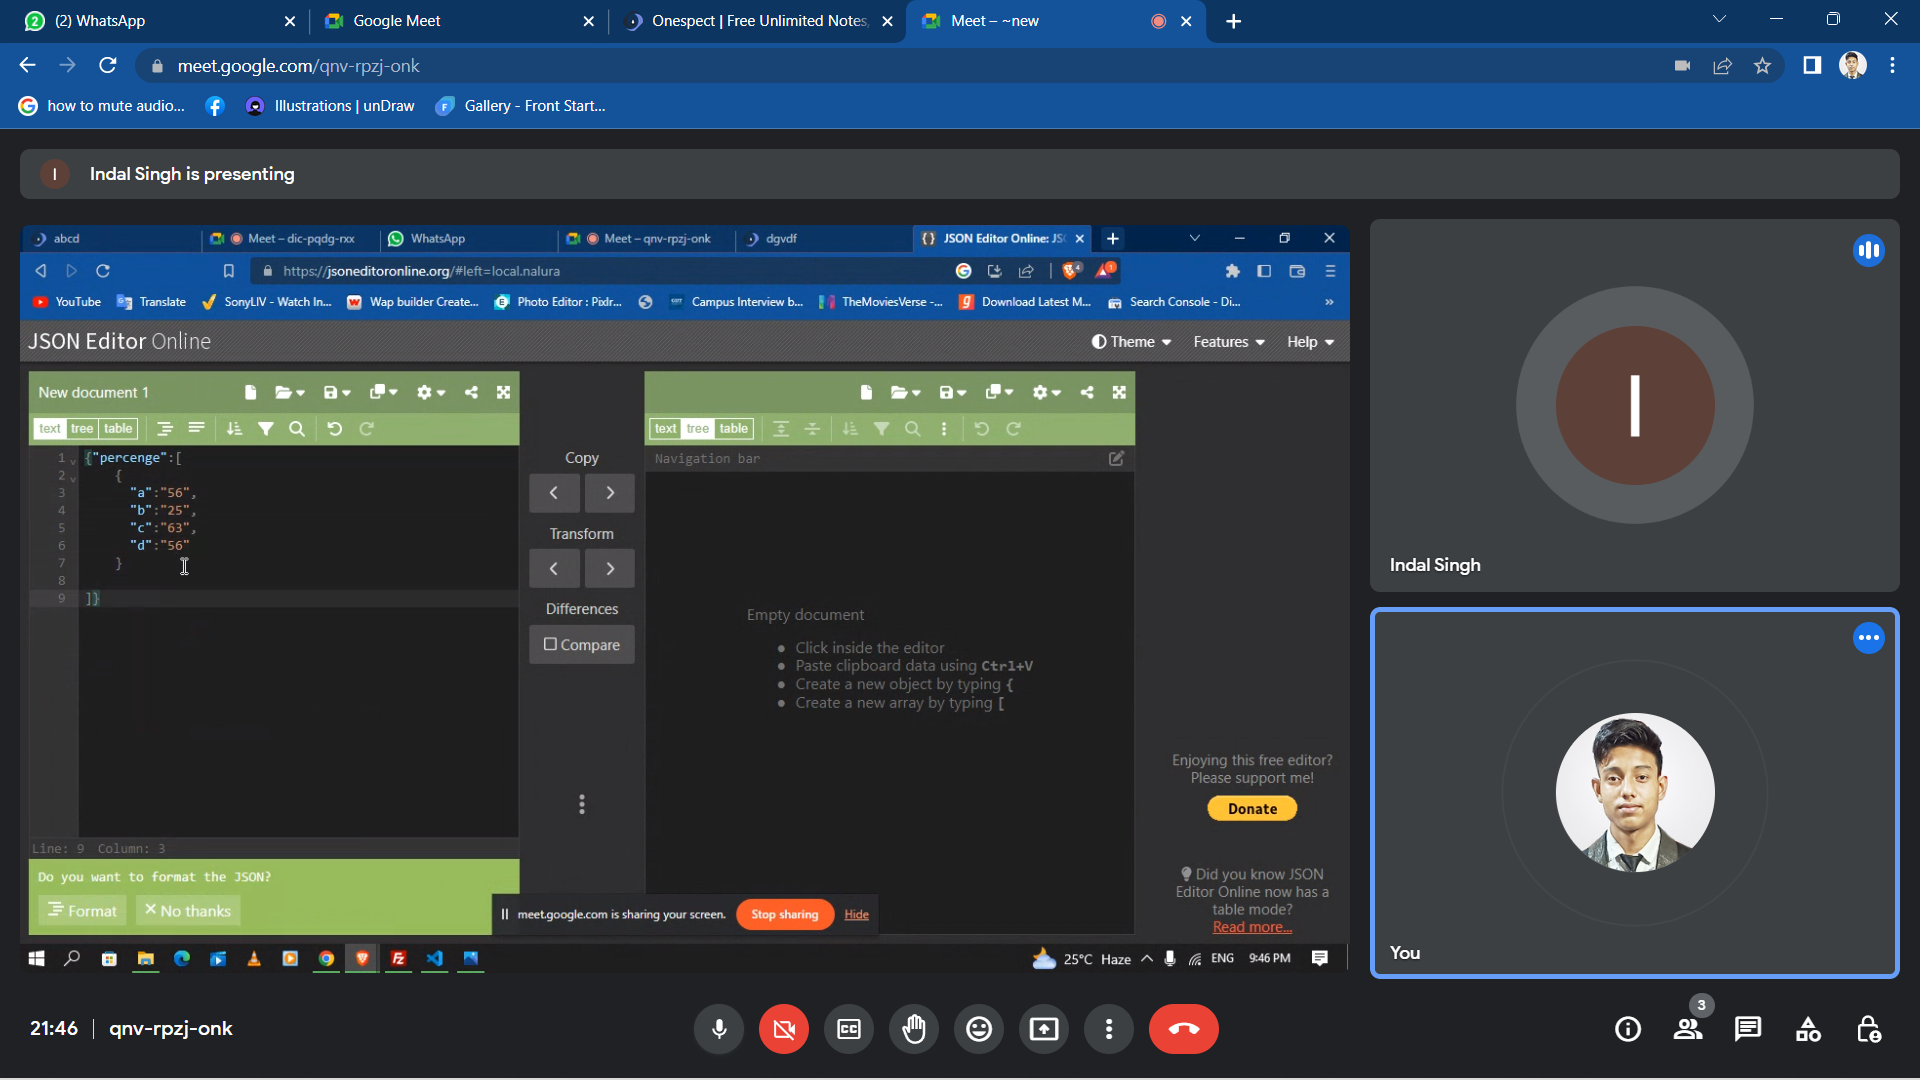 (2) WhatsApp
Google Meet
Onespect | Free Unlimited Notes,
Meet – ~new
meet.google.com/qnv-rpzj-onk
how to mute audio...
Illustrations | unDraw
Gallery - Front Start...
I
Indal Singh is presenting
abcd
Meet – dic-pqdg-rxx
WhatsApp
Meet – qnv-rpzj-onk
dgvdf
JSON Editor Online: JS
https://jsoneditoronline.org/#left=local.nalura
YouTube
Translate
SonyLIV - Watch In...
Wap builder Create...
Photo Editor : Pixlr...
Campus Interview b...
TheMoviesVerse -...
Download Latest M...
Search Console - Di...
»
JSON Editor Online
Theme
Features
Help
New document 1
text tree table
1 {"percenge":[
2 {
3 "a":"56",
4 "b":"25",
5 "c":"63",
6 "d":"56"
7 }
8
9 ]}
Line: 9 Column: 3
Do you want to format the JSON?
Format
No thanks
Copy
Transform
Differences
Compare
text tree table
Navigation bar
Empty document
Click inside the editor
Paste clipboard data using Ctrl+V
Create a new object by typing {
Create a new array by typing [
Enjoying this free editor?
Please support me!
Donate
Did you know JSON
Editor Online now has a
table mode?
Read more...
meet.google.com is sharing your screen.
Stop sharing
Hide
25°C Haze
ENG
9:46 PM
I
Indal Singh
You
21:46 | qnv-rpzj-onk
3